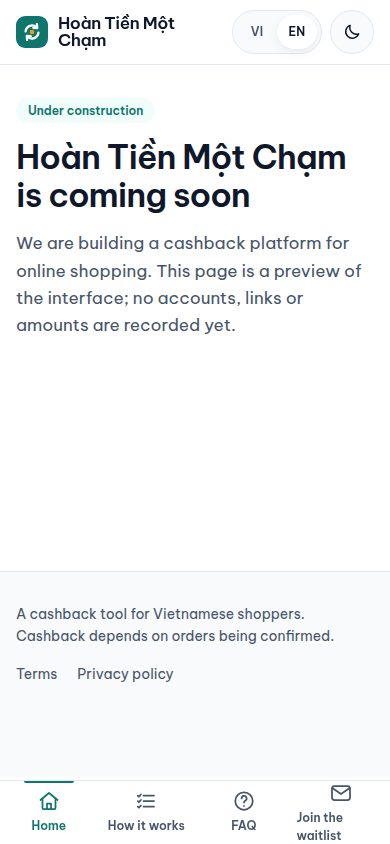 Hoàn Tiền Một
Chạm
VI EN
Under construction
Hoàn Tiền Một Chạm
is coming soon
We are building a cashback platform for
online shopping. This page is a preview of
the interface; no accounts, links or
amounts are recorded yet.
A cashback tool for Vietnamese shoppers.
Cashback depends on orders being confirmed.
Terms Privacy policy
Home How it works FAQ Join the
waitlist